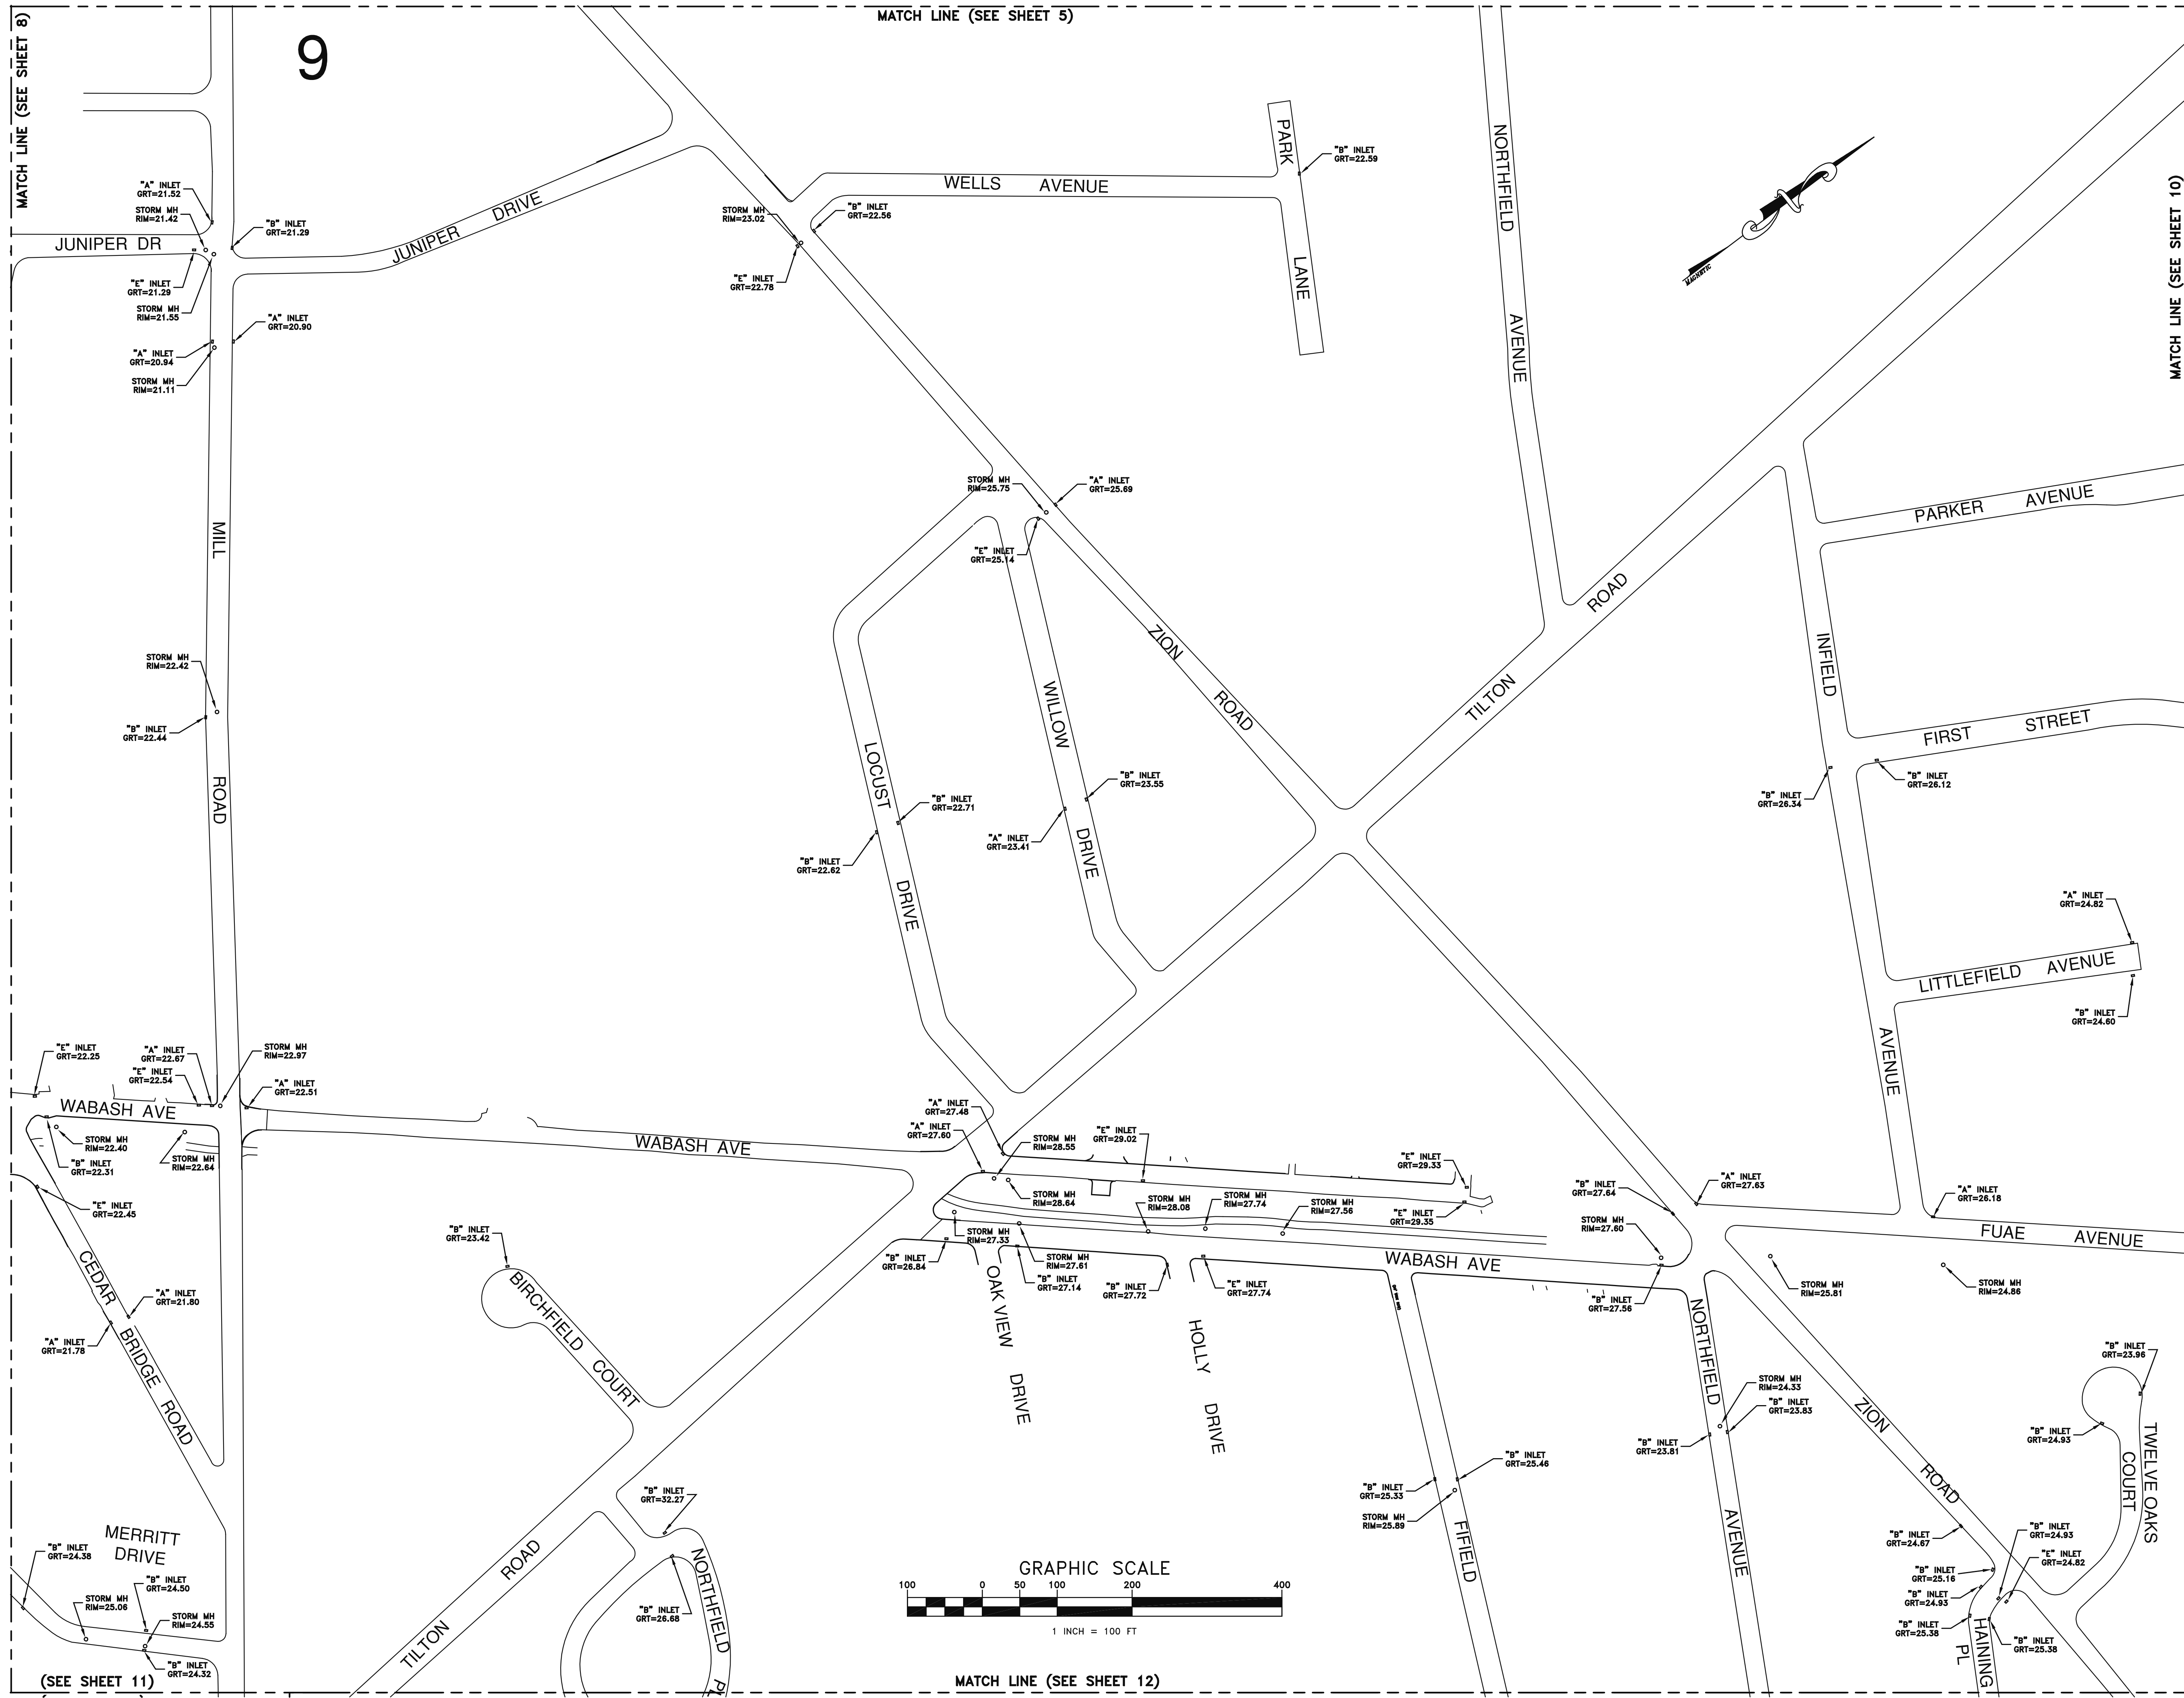 MATCH LINE (SEE SHEET 5)
MATCH LINE (SEE SHEET 8)
9
MATCH LINE (SEE SHEET 10)
PARK
LANE
"B" INLET
GRT=22.59
WELLS AVENUE
NORTHFIELD
AVENUE
MAGNETIC
"A" INLET
GRT=21.52
STORM MH
RIM=21.42
"B" INLET
GRT=21.29
JUNIPER DR
JUNIPER
DRIVE
"E" INLET
GRT=21.29
STORM MH
RIM=21.55
"A" INLET
GRT=20.90
"A" INLET
GRT=20.94
STORM MH
RIM=21.11
STORM MH
RIM=23.02
"B" INLET
GRT=22.56
"E" INLET
GRT=22.78
STORM MH
RIM=25.75
"A" INLET
GRT=25.69
"E" INLET
GRT=25.14
MILL
ROAD
STORM MH
RIM=22.42
"B" INLET
GRT=22.44
ZION
ROAD
WILLOW
DRIVE
LOCUST
DRIVE
"B" INLET
GRT=23.55
"B" INLET
GRT=22.71
"A" INLET
GRT=23.41
"B" INLET
GRT=22.62
TILTON
ROAD
PARKER AVENUE
INFIELD
AVENUE
FIRST STREET
"B" INLET
GRT=26.12
"B" INLET
GRT=26.34
"A" INLET
GRT=24.82
LITTLEFIELD AVENUE
"B" INLET
GRT=24.60
"E" INLET
GRT=22.25
"A" INLET
GRT=22.67
"E" INLET
GRT=22.54
STORM MH
RIM=22.97
"A" INLET
GRT=22.51
WABASH AVE
STORM MH
RIM=22.40
"B" INLET
GRT=22.31
STORM MH
RIM=22.64
"E" INLET
GRT=22.45
WABASH AVE
"A" INLET
GRT=27.48
"A" INLET
GRT=27.60
STORM MH
RIM=28.55
"E" INLET
GRT=29.02
STORM MH
RIM=28.64
STORM MH
RIM=28.08
STORM MH
RIM=27.74
STORM MH
RIM=27.56
"E" INLET
GRT=29.33
"E" INLET
GRT=29.35
STORM MH
RIM=27.33
STORM MH
RIM=27.61
"B" INLET
GRT=26.84
"B" INLET
GRT=27.14
"B" INLET
GRT=27.72
"E" INLET
GRT=27.74
WABASH AVE
"B" INLET
GRT=27.64
STORM MH
RIM=27.60
"A" INLET
GRT=27.63
"B" INLET
GRT=27.56
"A" INLET
GRT=26.18
FUAE AVENUE
STORM MH
RIM=25.81
STORM MH
RIM=24.86
CEDAR
BRIDGE ROAD
"A" INLET
GRT=21.80
"A" INLET
GRT=21.78
"B" INLET
GRT=23.42
BIRCHFIELD COURT
OAK VIEW DRIVE
HOLLY DRIVE
NORTHFIELD
AVENUE
STORM MH
RIM=24.33
"B" INLET
GRT=23.83
"B" INLET
GRT=23.81
ZION
ROAD
"B" INLET
GRT=23.96
"B" INLET
GRT=24.93
TWELVE OAKS
COURT
"B" INLET
GRT=25.46
"B" INLET
GRT=25.33
STORM MH
RIM=25.89
FIFIELD
"B" INLET
GRT=32.27
NORTHFIELD
PL
"B" INLET
GRT=26.68
TILTON
ROAD
MERRITT
DRIVE
"B" INLET
GRT=24.38
"B" INLET
GRT=24.50
STORM MH
RIM=25.06
STORM MH
RIM=24.55
"B" INLET
GRT=24.32
"B" INLET
GRT=24.67
"B" INLET
GRT=24.93
"E" INLET
GRT=24.82
"B" INLET
GRT=25.16
"B" INLET
GRT=24.93
"B" INLET
GRT=25.38
"B" INLET
GRT=25.38
HAINING
PL
GRAPHIC SCALE
100 0 50 100 200 400
1 INCH = 100 FT
(SEE SHEET 11)
MATCH LINE (SEE SHEET 12)